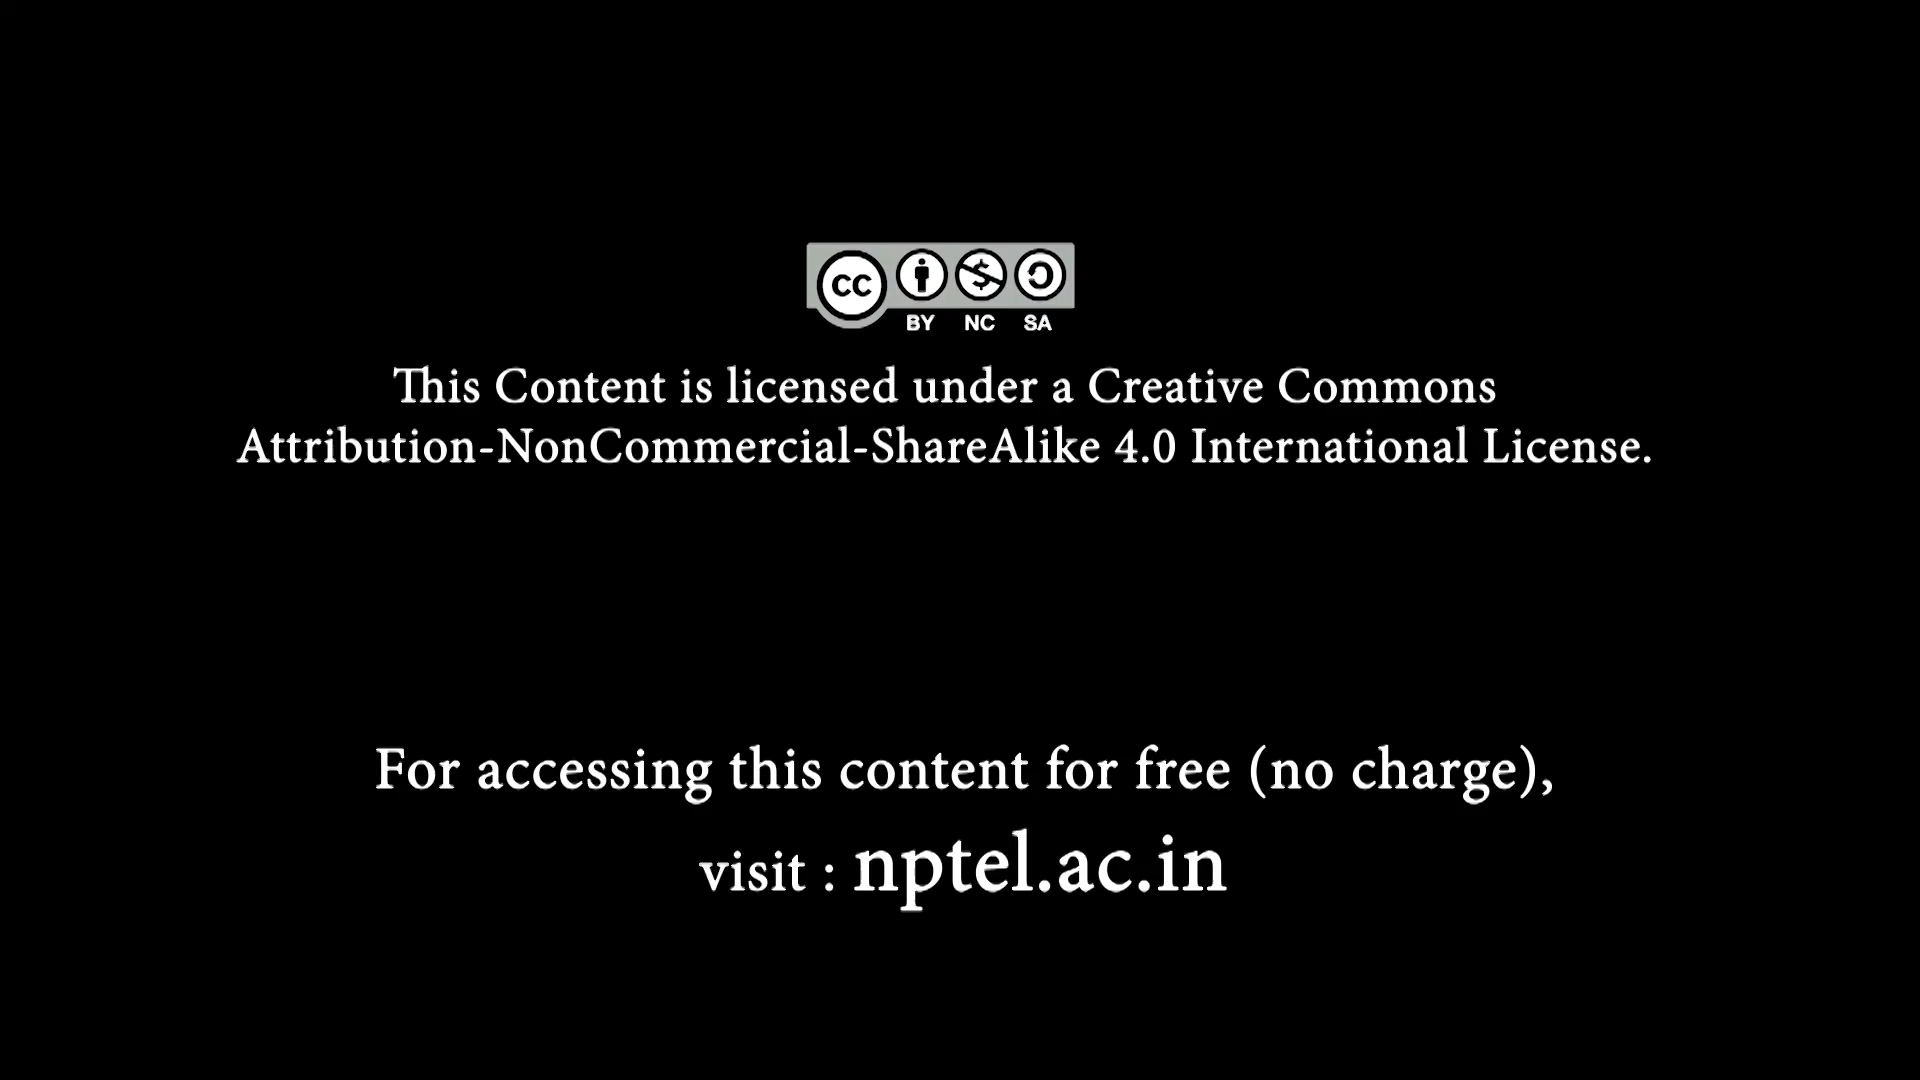 cc
BY NC SA
This Content is licensed under a Creative Commons
Attribution-NonCommercial-ShareAlike 4.0 International License.
For accessing this content for free (no charge),
visit : nptel.ac.in